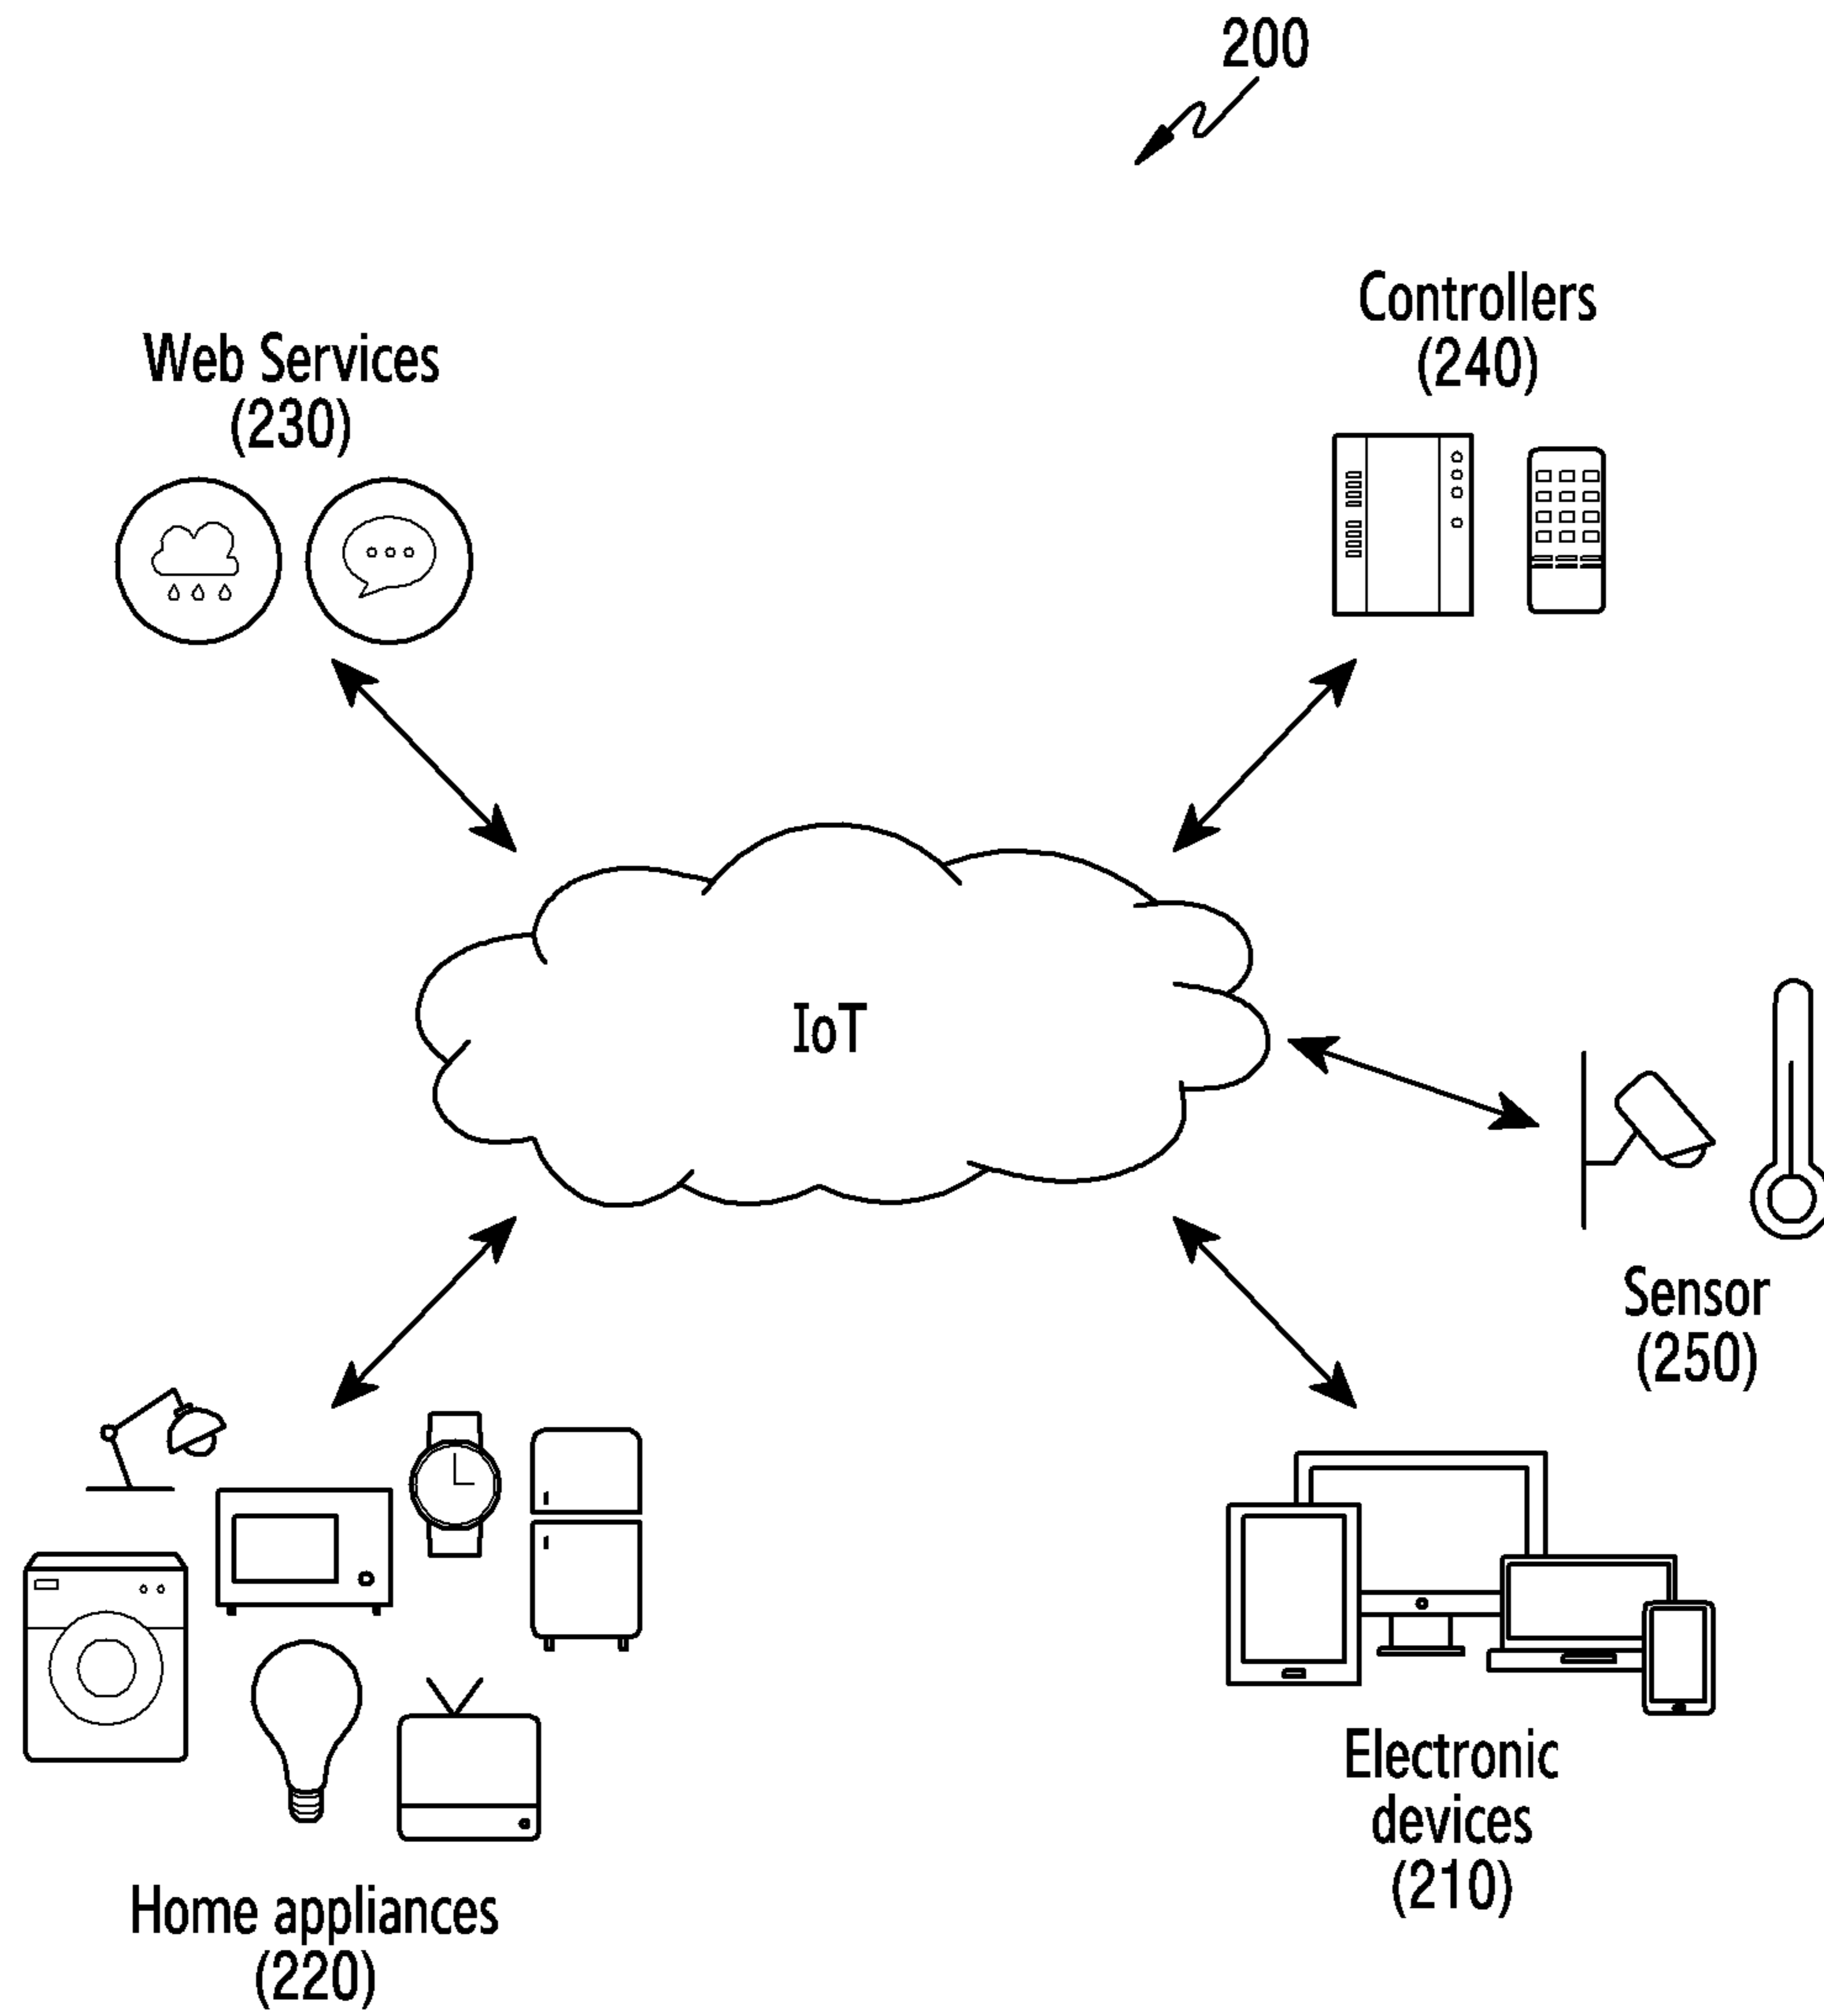 200
Controllers
(240)
Web Services
(230)
IoT
Sensor
(250)
Electronic
devices
(210)
Home appliances
(220)